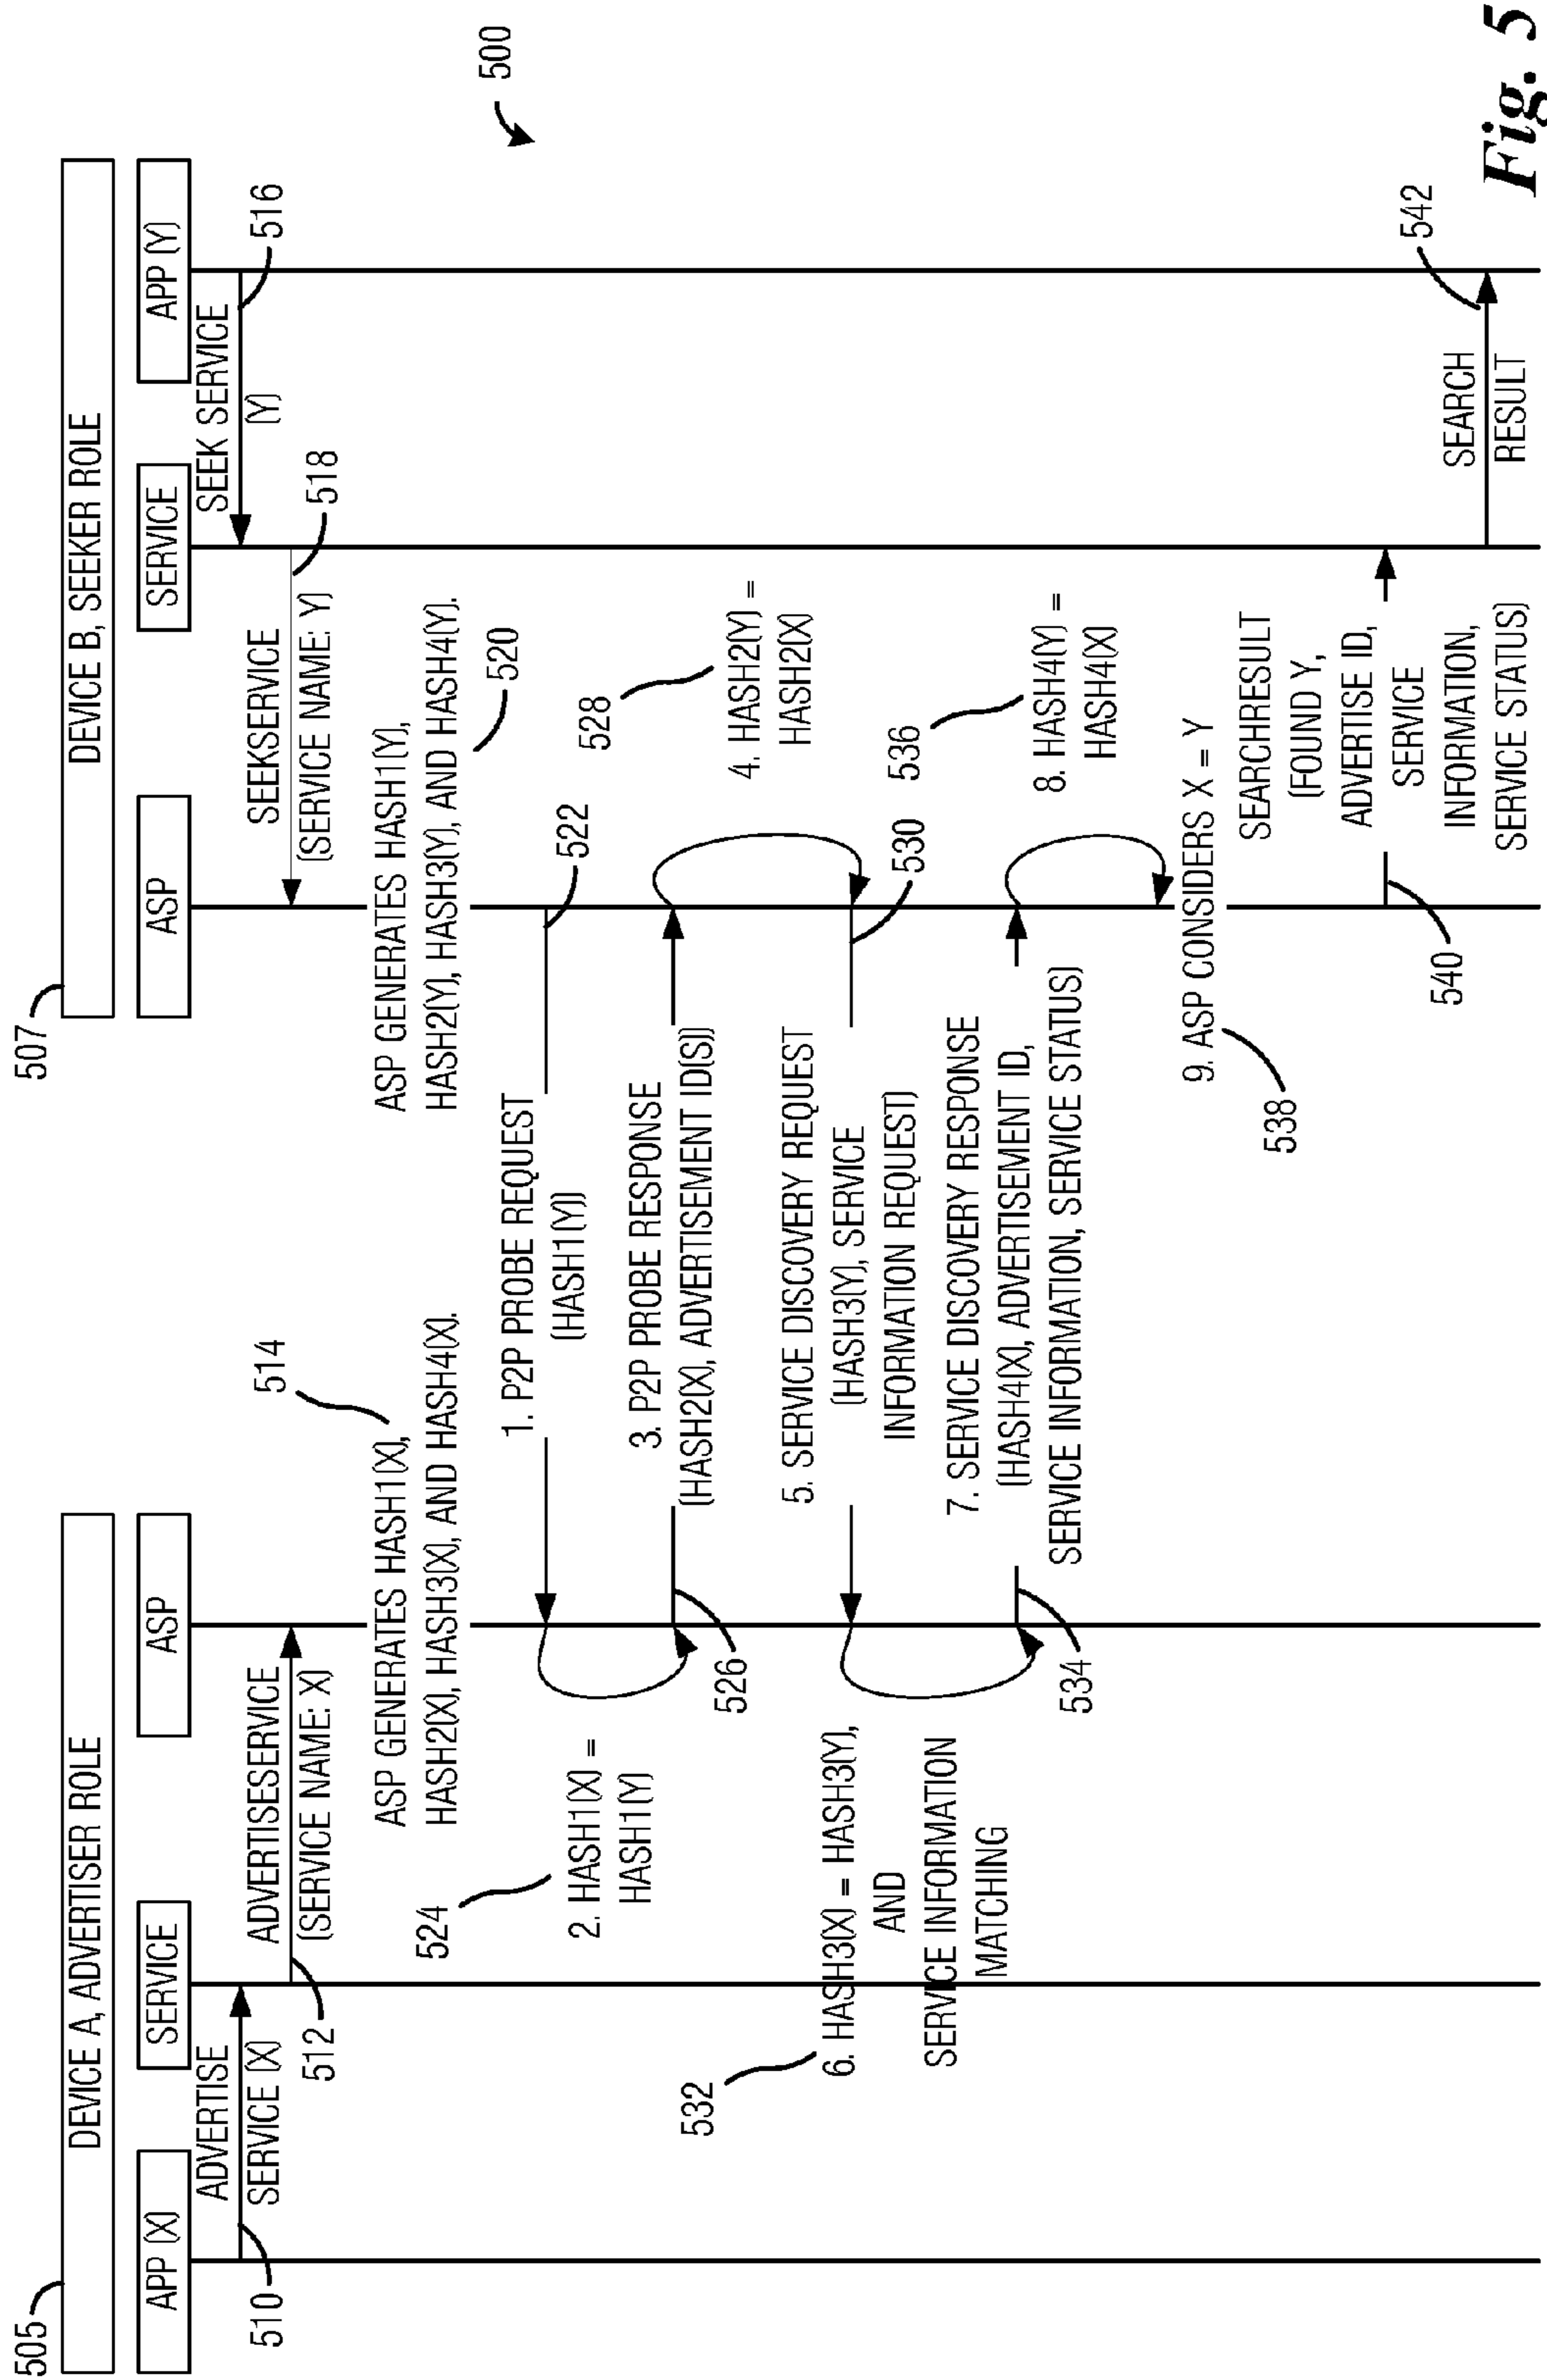 505
507
DEVICE A, ADVERTISER ROLE
DEVICE B, SEEKER ROLE
APP (X)
SERVICE
ASP
ASP
SERVICE
APP (Y)
500
ADVERTISE
SERVICE (X)
510
SEEK SERVICE
(Y)
516
ADVERTISESERVICE
(SERVICE NAME: X)
512
SEEKSERVICE
(SERVICE NAME: Y)
518
ASP GENERATES HASH1(X),
HASH2(X), HASH3(X), AND HASH4(X).
514
ASP GENERATES HASH1(Y),
HASH2(Y), HASH3(Y), AND HASH4(Y).
520
1. P2P PROBE REQUEST
(HASH1(Y))
522
524
2. HASH1(X) =
HASH1(Y)
3. P2P PROBE RESPONSE
(HASH2(X), ADVERTISEMENT ID(S))
526
528
4. HASH2(Y) =
HASH2(X)
5. SERVICE DISCOVERY REQUEST
(HASH3(Y), SERVICE
INFORMATION REQUEST)
530
532
6. HASH3(X) = HASH3(Y),
AND
SERVICE INFORMATION
MATCHING
7. SERVICE DISCOVERY RESPONSE
(HASH4(X), ADVERTISEMENT ID,
SERVICE INFORMATION, SERVICE STATUS)
534
536
8. HASH4(Y) =
HASH4(X)
9. ASP CONSIDERS X = Y
538
SEARCHRESULT
(FOUND Y,
ADVERTISE ID,
SERVICE
INFORMATION,
SERVICE STATUS)
540
SEARCH
RESULT
542
Fig. 5